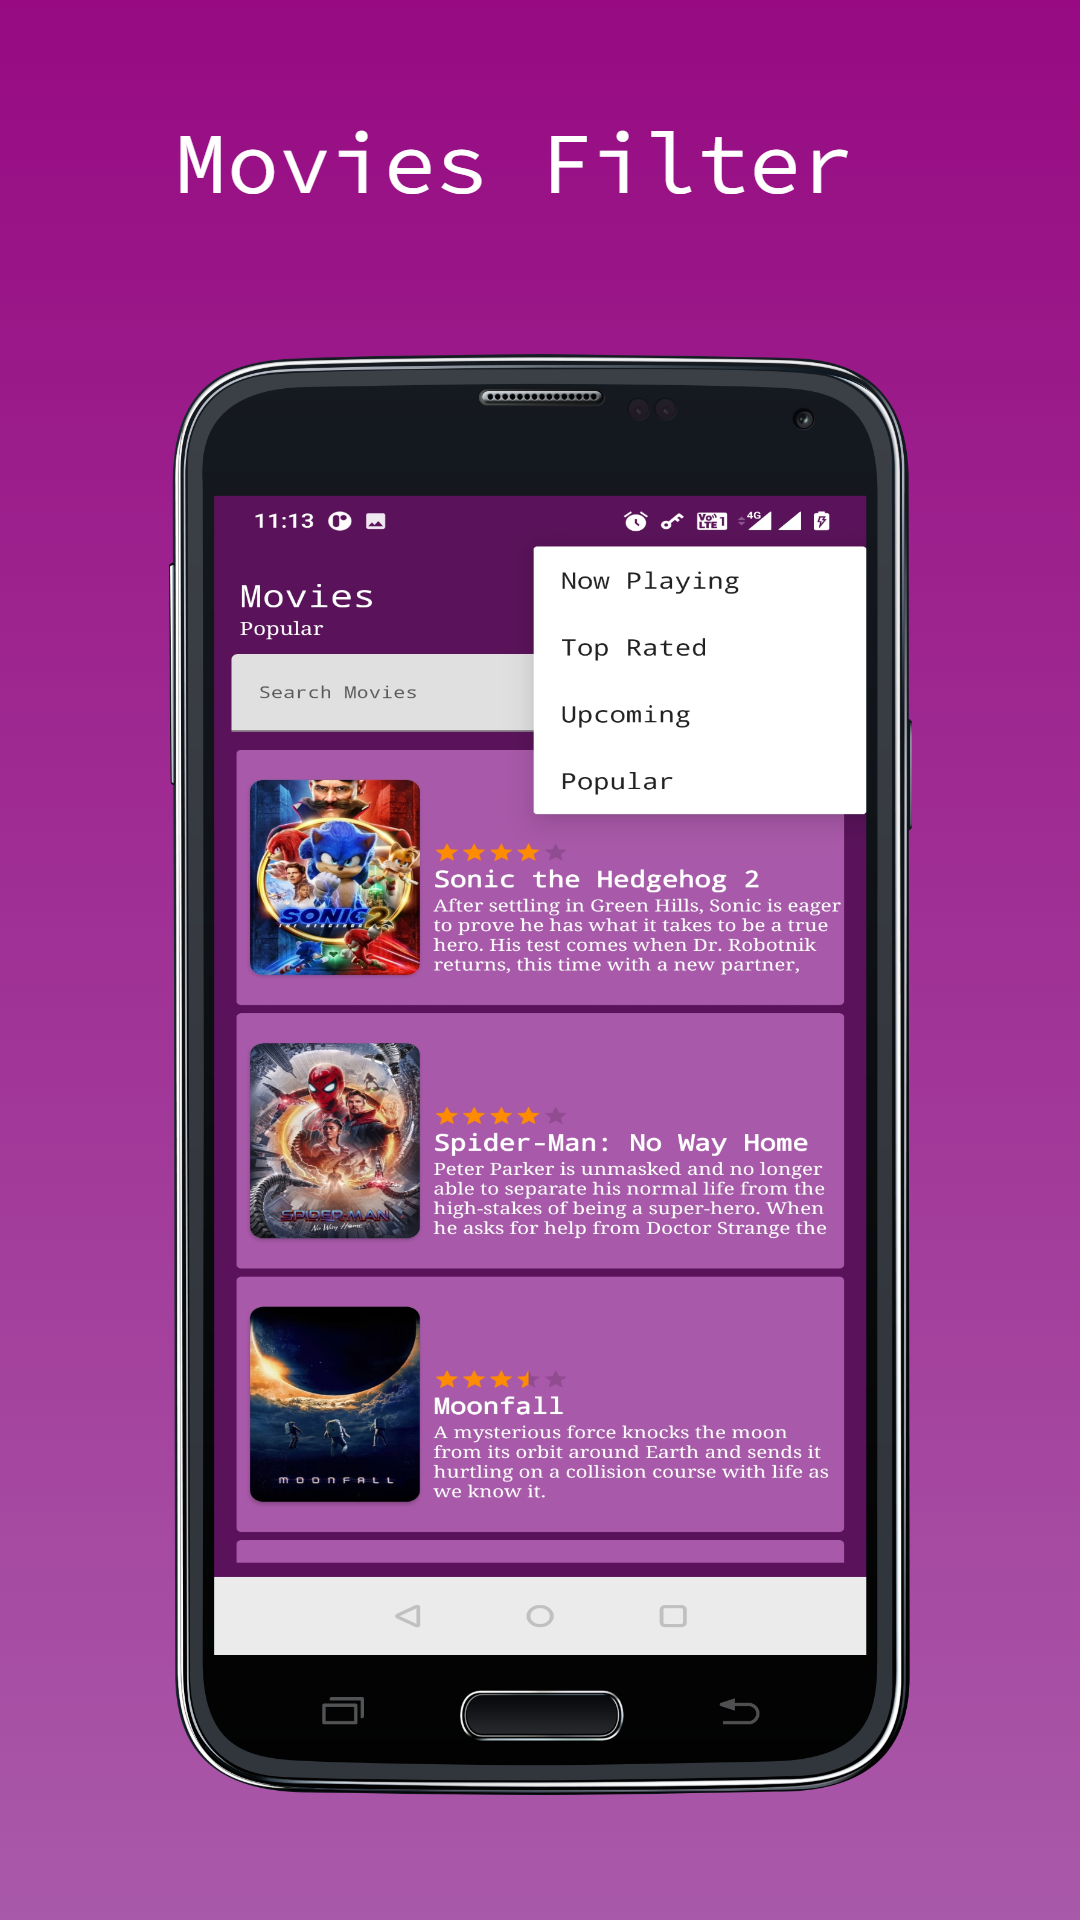 Movies Filter
11:13
Vo)) LTE 1
4G
Movies
Popular
Now Playing
Top Rated
Upcoming
Popular
Search Movies
SONIC 2
THE HEDGEHOG
Sonic the Hedgehog 2
After settling in Green Hills, Sonic is eager
to prove he has what it takes to be a true
hero. His test comes when Dr. Robotnik
returns, this time with a new partner,
SPIDER-MAN
No Way Home
Spider-Man: No Way Home
Peter Parker is unmasked and no longer
able to separate his normal life from the
high-stakes of being a super-hero. When
he asks for help from Doctor Strange the
MOONFALL
Moonfall
A mysterious force knocks the moon
from its orbit around Earth and sends it
hurtling on a collision course with life as
we know it.